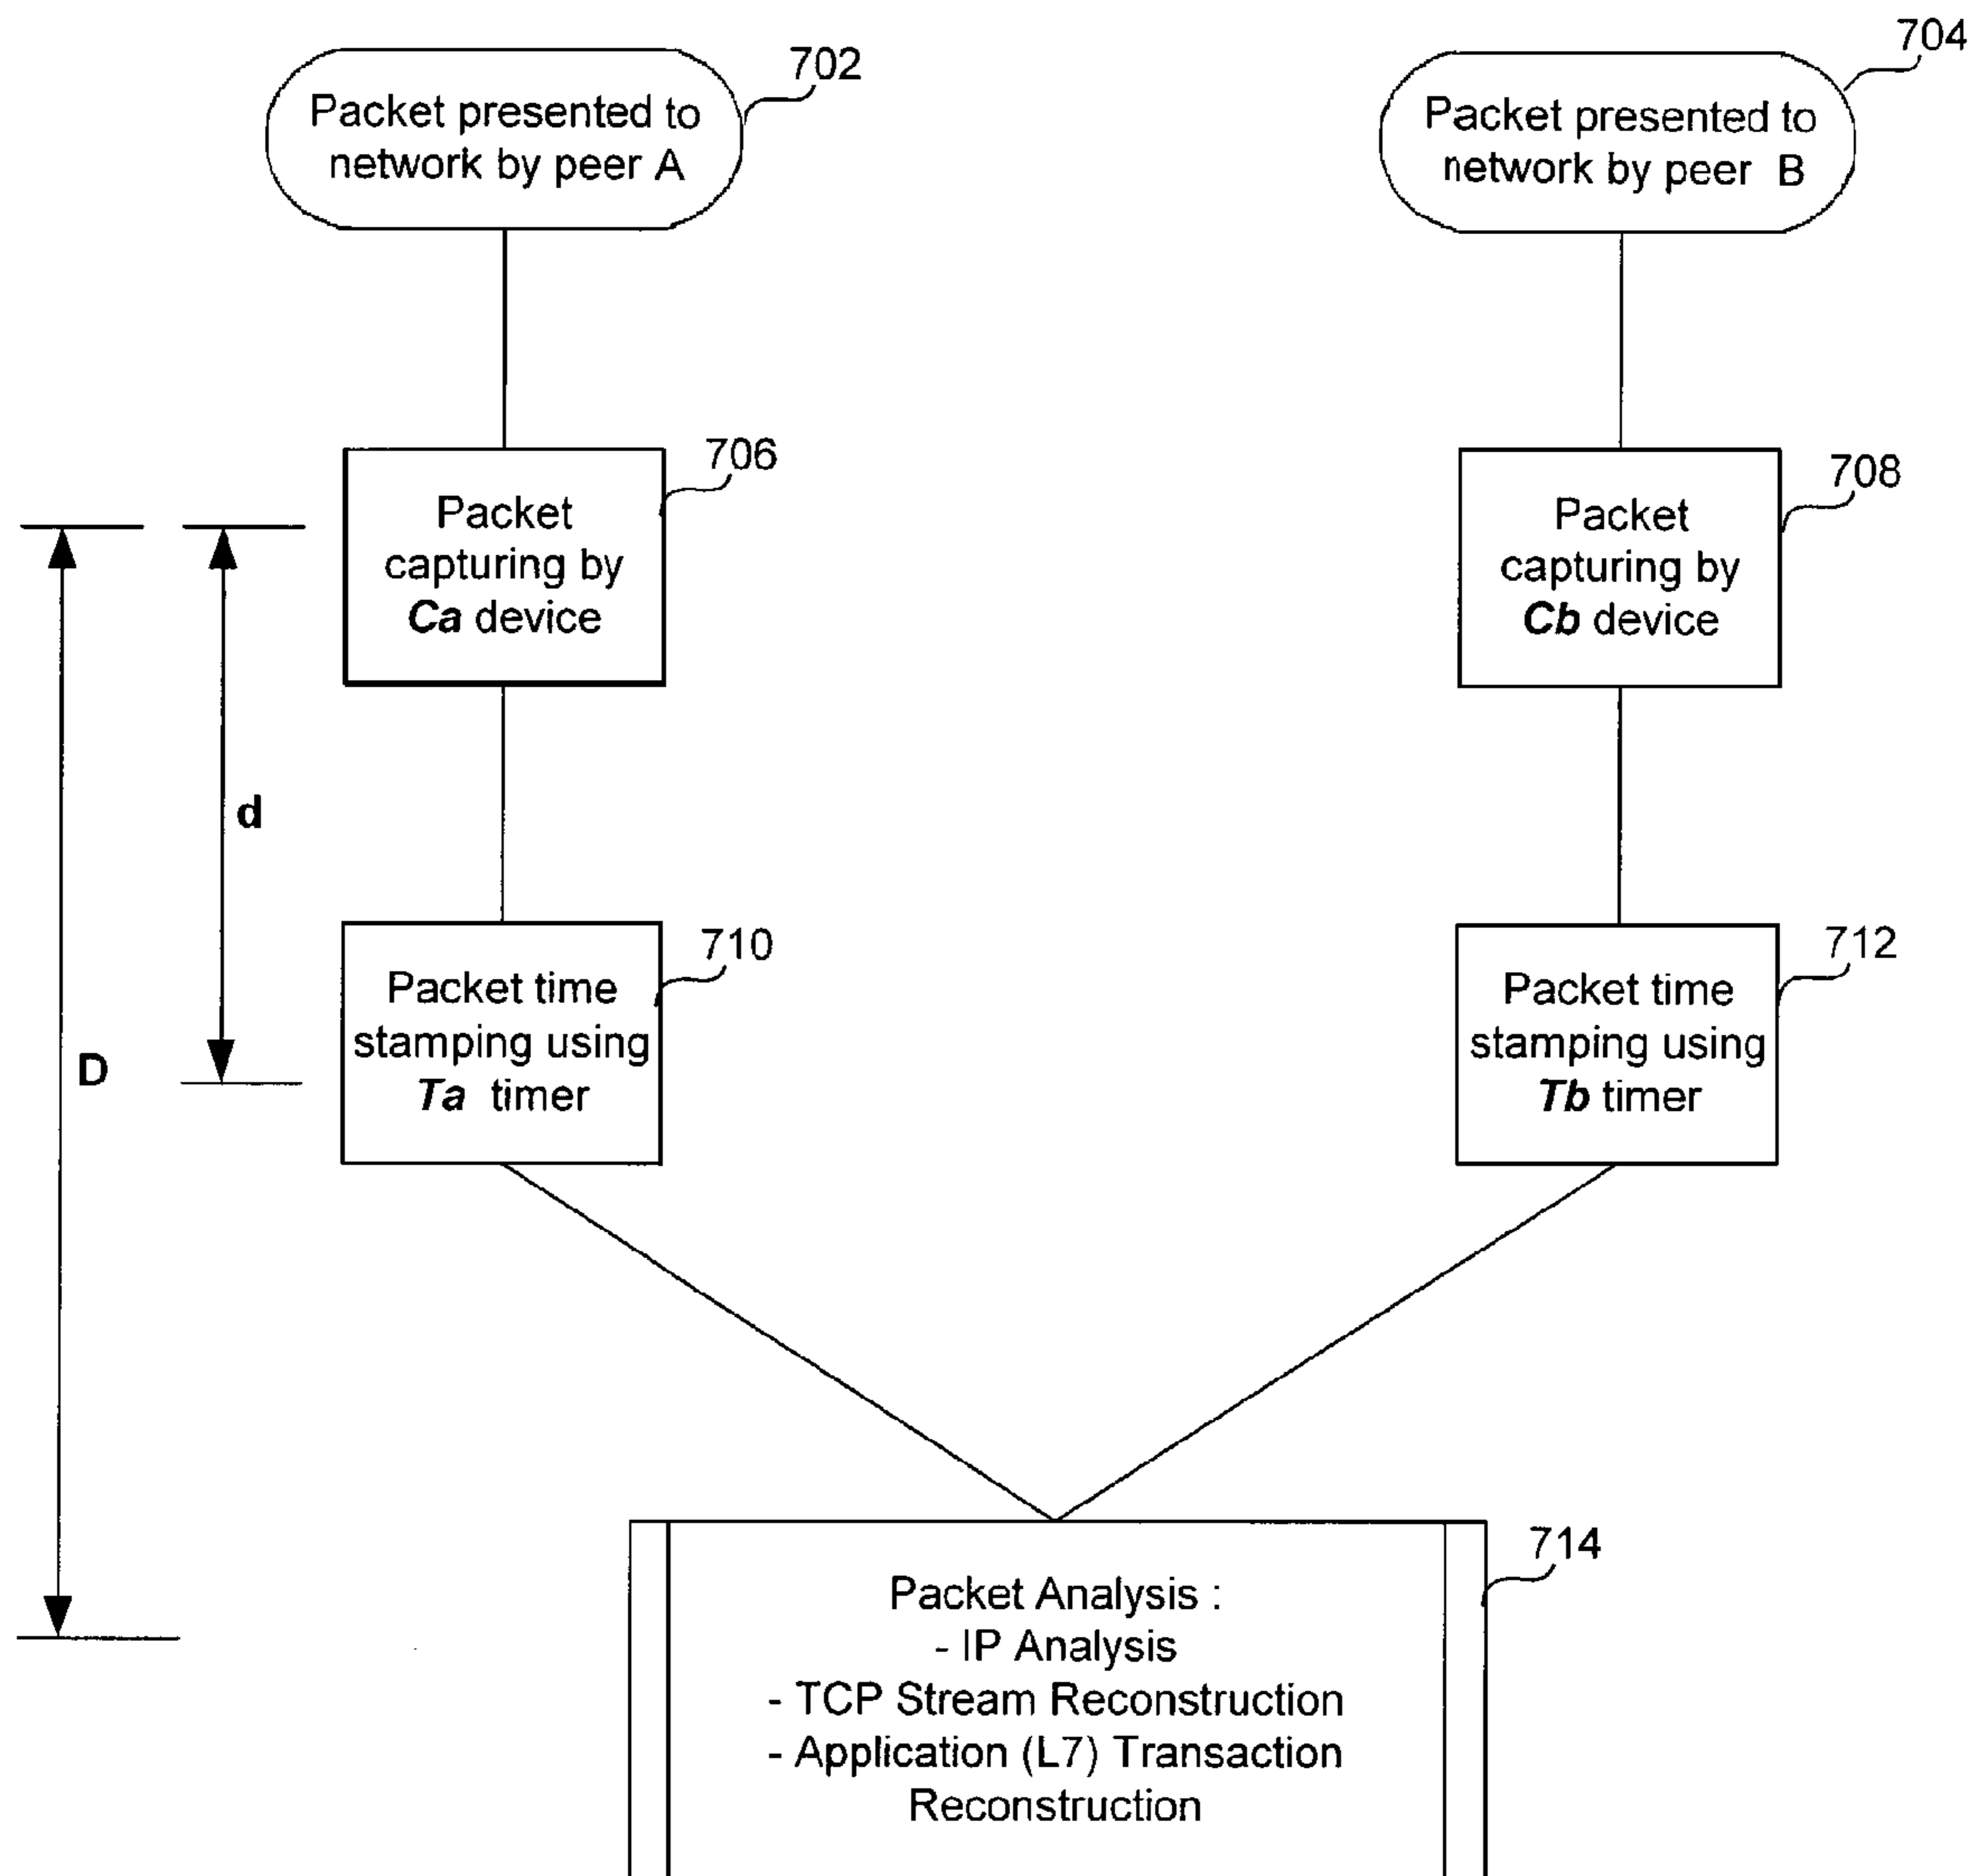 702
Packet presented to
network by peer A
704
Packet presented to
network by peer B
706
Packet
capturing by
Ca device
708
Packet
capturing by
Cb device
d
D
710
Packet time
stamping using
Ta timer
712
Packet time
stamping using
Tb timer
714
Packet Analysis :
- IP Analysis
- TCP Stream Reconstruction
- Application (L7) Transaction
Reconstruction